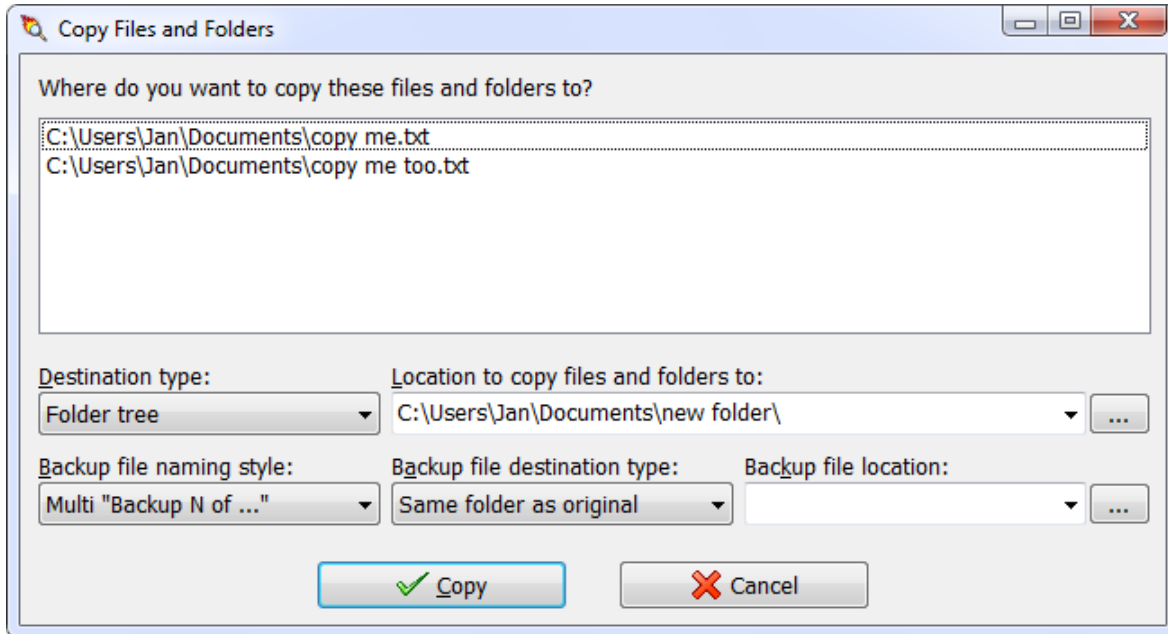 Copy Files and Folders
Where do you want to copy these files and folders to?
C:\Users\Jan\Documents\copy me.txt
C:\Users\Jan\Documents\copy me too.txt
Destination type: Location to copy files and folders to:
Folder tree C:\Users\Jan\Documents\new folder\ ...
Backup file naming style: Backup file destination type: Backup file location:
Multi "Backup N of ..." Same folder as original ...
Copy Cancel